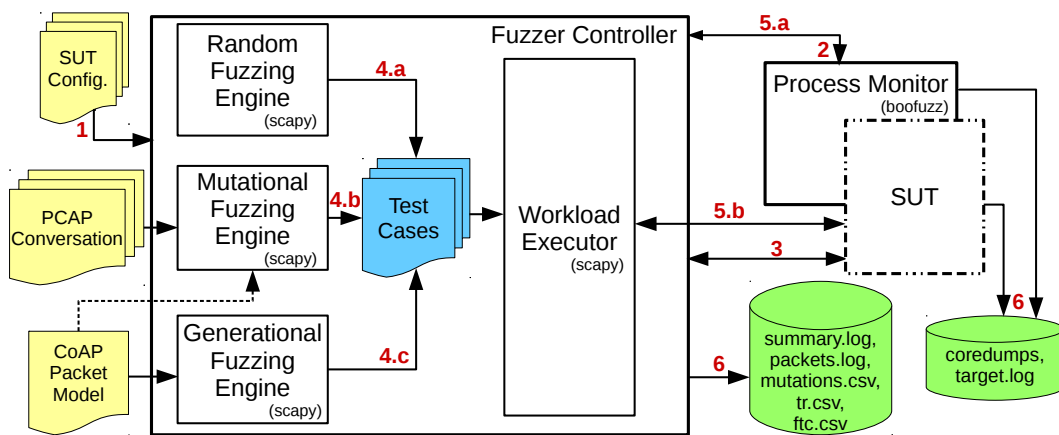 SUT
Config.
1
PCAP
Conversation
CoAP
Packet
Model
Random
Fuzzing
Engine
(scapy)
4.a
Mutational
Fuzzing
Engine
(scapy)
4.b
Generational
Fuzzing
Engine
(scapy)
4.c
Test
Cases
Fuzzer Controller
Workload
Executor
(scapy)
5.a
2
Process Monitor
(boofuzz)
SUT
5.b
3
6
summary.log,
packets.log,
mutations.csv,
tr.csv,
ftc.csv
6
coredumps,
target.log